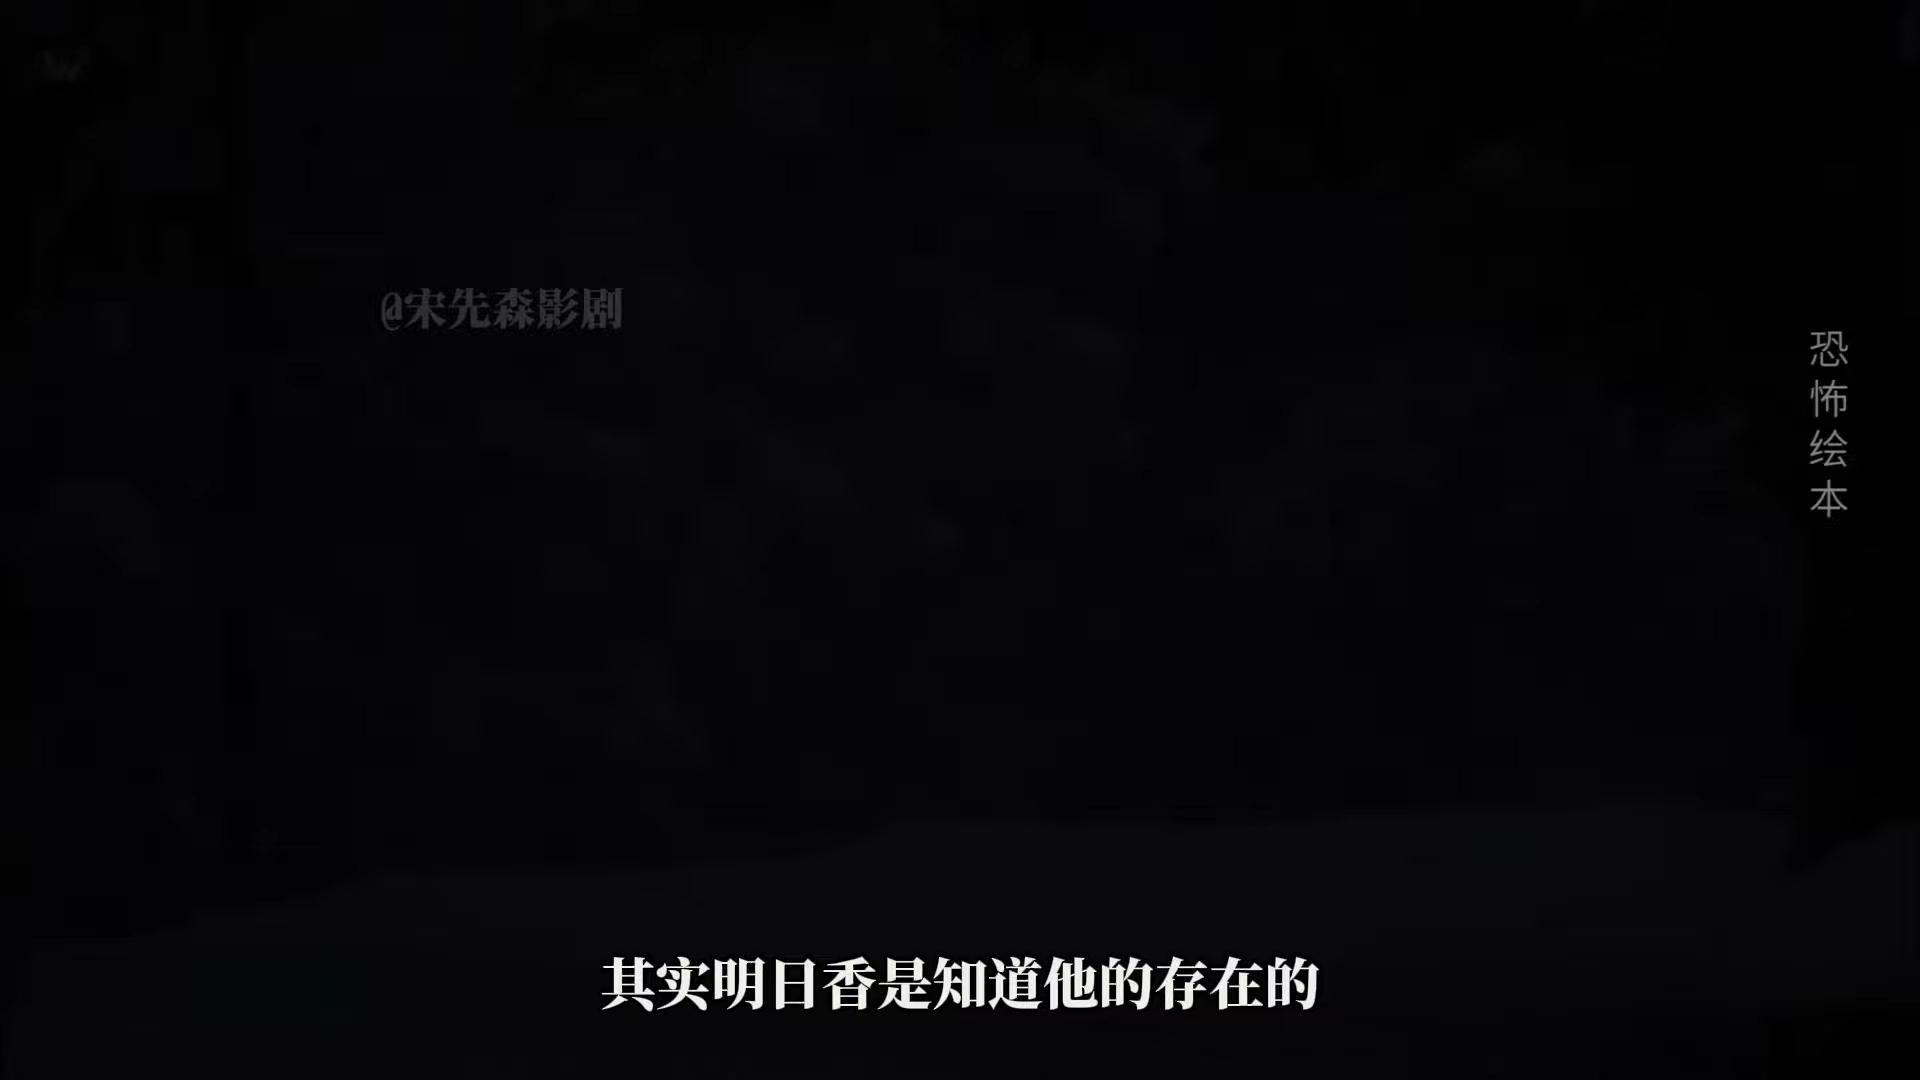 @宋先森影剧
恐怖绘本
其实明日香是知道他的存在的